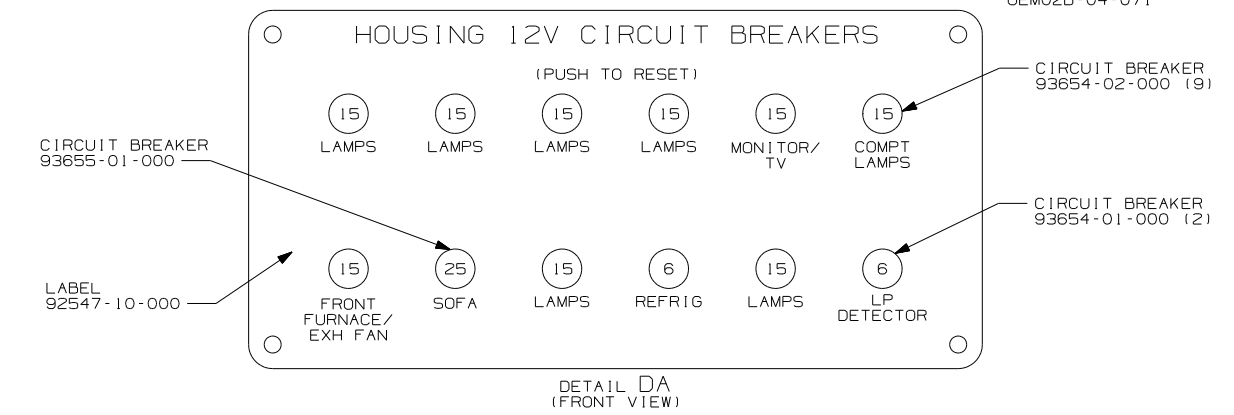 HOUSING 12V CIRCUIT BREAKERS
(PUSH TO RESET)
15 15 15 15 15 15
LAMPS LAMPS LAMPS LAMPS MONITOR/ COMPT
TV LAMPS
CIRCUIT BREAKER
93654-02-000 (9)
CIRCUIT BREAKER
93655-01-000
CIRCUIT BREAKER
93654-01-000 (2)
LABEL
92547-10-000
15 25 15 6 15 6
FRONT SOFA LAMPS REFRIG LAMPS LP
FURNACE/ DETECTOR
EXH FAN
DETAIL DA
(FRONT VIEW)